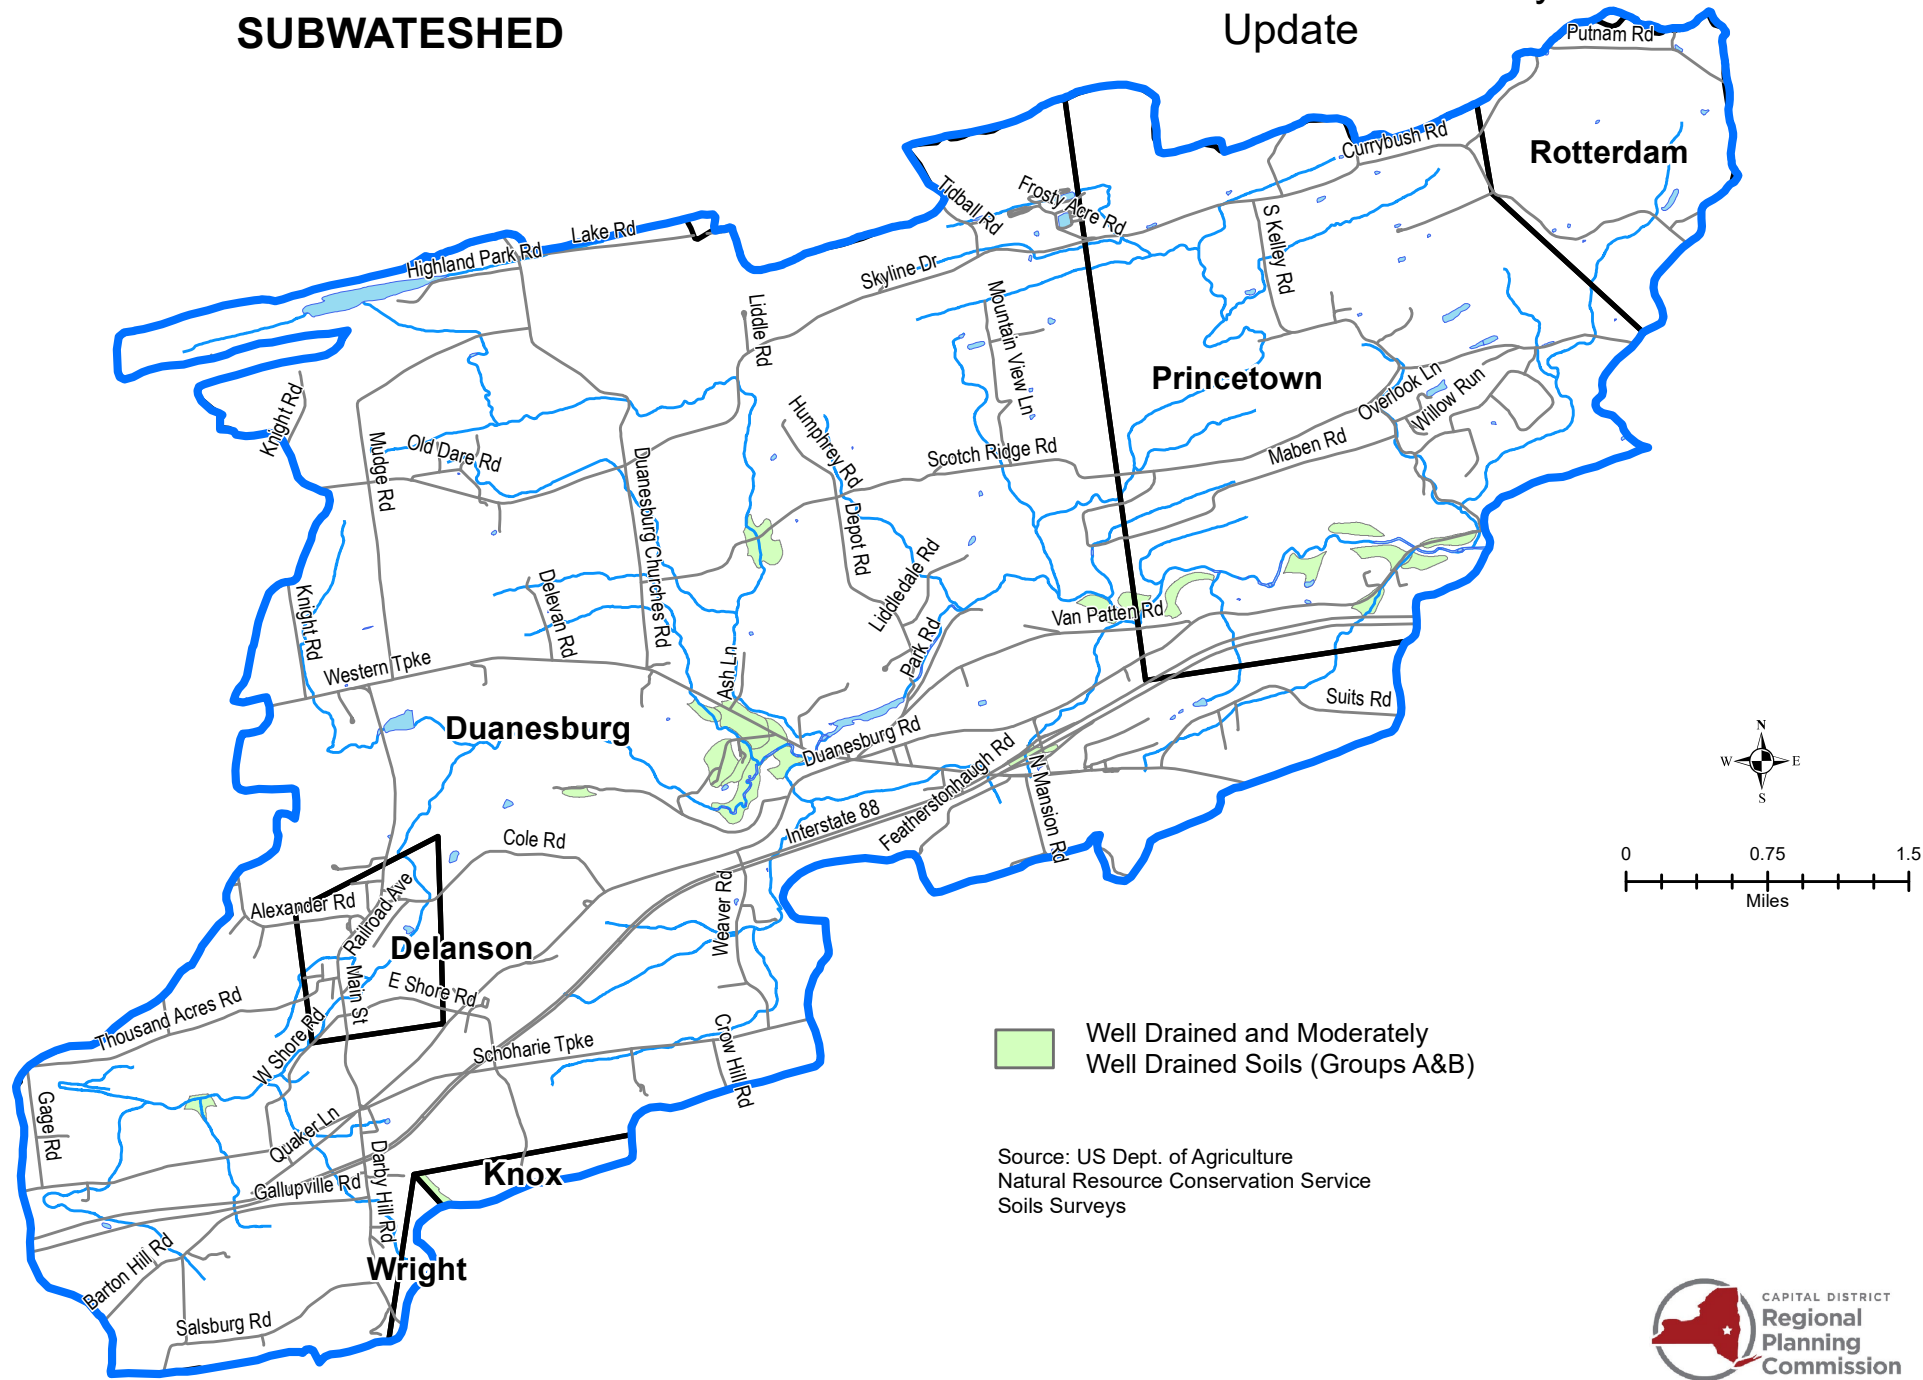 SUBWATESHED
Update
Putnam Rd
Rotterdam
Currybush Rd
Tidball Rd
Frosty Acre Rd
S Kelley Rd
Lake Rd
Highland Park Rd
Skyline Dr
Liddle Rd
Mountain View Ln
Princetown
Overlook Ln
Willow Run
Knight Rd
Humphrey Rd
Mudge Rd
Old Dare Rd
Scotch Ridge Rd
Maben Rd
Duanesburg Churches Rd
Depot Rd
Liddledale Rd
Delevan Rd
Knight Rd
Van Patten Rd
Park Rd
Western Tpke
Ash Ln
Suits Rd
Duanesburg
Duanesburg Rd
Featherstonhaugh Rd
N Mansion Rd
N
W
E
S
Interstate 88
Cole Rd
0
0.75
1.5
Miles
Alexander Rd
Railroad Ave
Weaver Rd
Delanson
Main St
E Shore Rd
Thousand Acres Rd
W Shore Rd
Schoharie Tpke
Crow Hill Rd
Well Drained and Moderately
Well Drained Soils (Groups A&B)
Gage Rd
Quaker Ln
Darby Hill Rd
Knox
Gallupville Rd
Source: US Dept. of Agriculture
Natural Resource Conservation Service
Soils Surveys
Barton Hill Rd
Wright
Salsburg Rd
CAPITAL DISTRICT
Regional
Planning
Commission